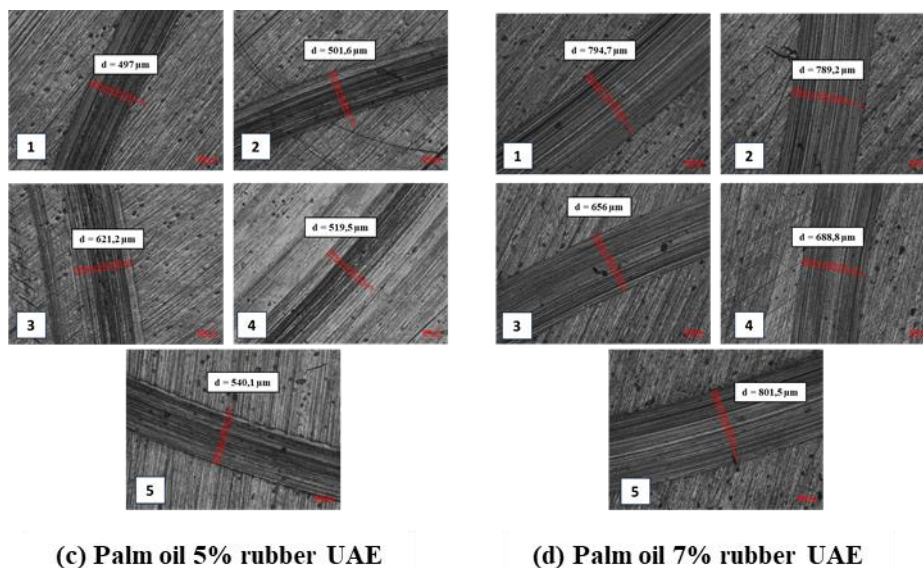 d = 497 µm
1
d = 501,6 µm
2
d = 621,2 µm
3
d = 519,5 µm
4
d = 540,1 µm
5
(c) Palm oil 5% rubber UAE
d = 794,7 µm
1
d = 789,2 µm
2
d = 656 µm
3
d = 688,8 µm
4
d = 801,5 µm
5
(d) Palm oil 7% rubber UAE